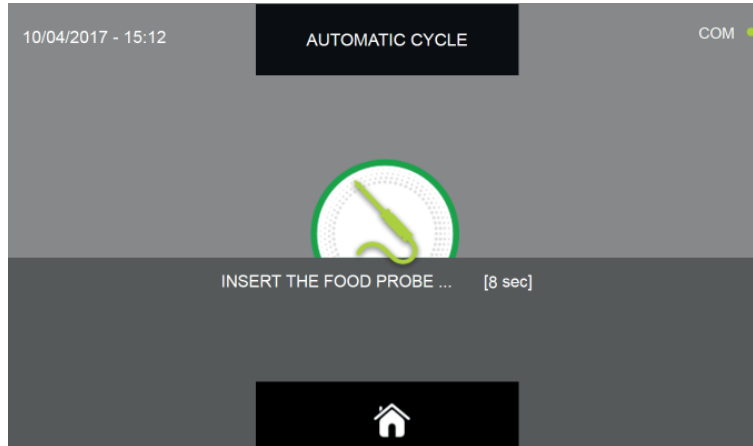 10/04/2017 - 15:12
AUTOMATIC CYCLE
COM
INSERT THE FOOD PROBE ... [8 sec]